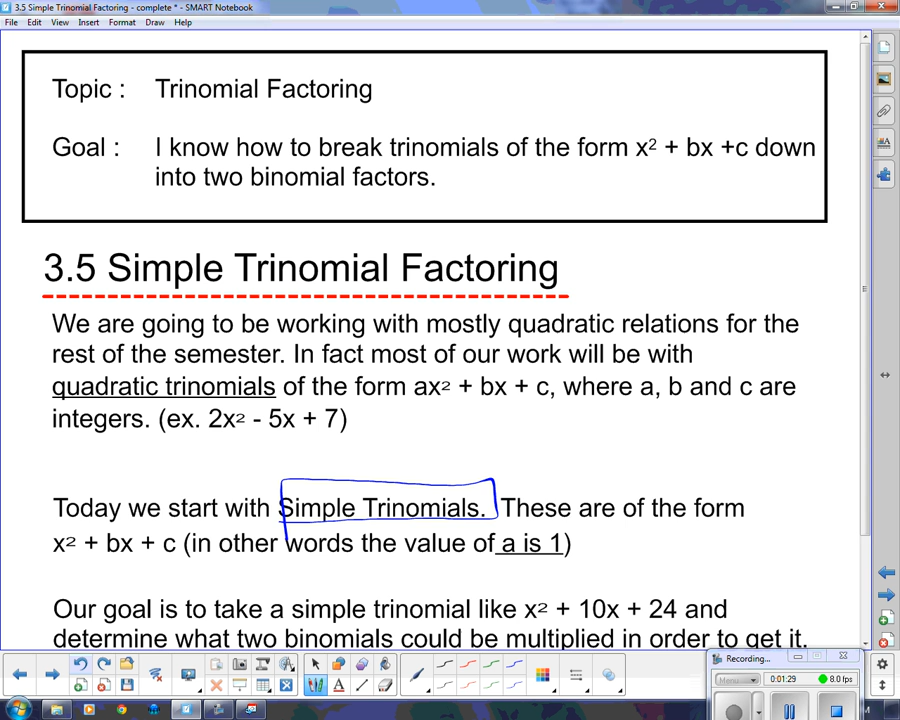 3.5 Simple Trinomial Factoring - complete * - SMART Notebook
File Edit View Insert Format Draw Help
Topic : Trinomial Factoring
Goal : I know how to break trinomials of the form x² + bx +c down
into two binomial factors.
3.5 Simple Trinomial Factoring
We are going to be working with mostly quadratic relations for the
rest of the semester. In fact most of our work will be with
quadratic trinomials of the form ax² + bx + c, where a, b and c are
integers. (ex. 2x² - 5x + 7)
Today we start with Simple Trinomials. These are of the form
x² + bx + c (in other words the value of a is 1)
Our goal is to take a simple trinomial like x² + 10x + 24 and
determine what two binomials could be multiplied in order to get it.
Recording...
Menu 0:01:29 8.0 fps